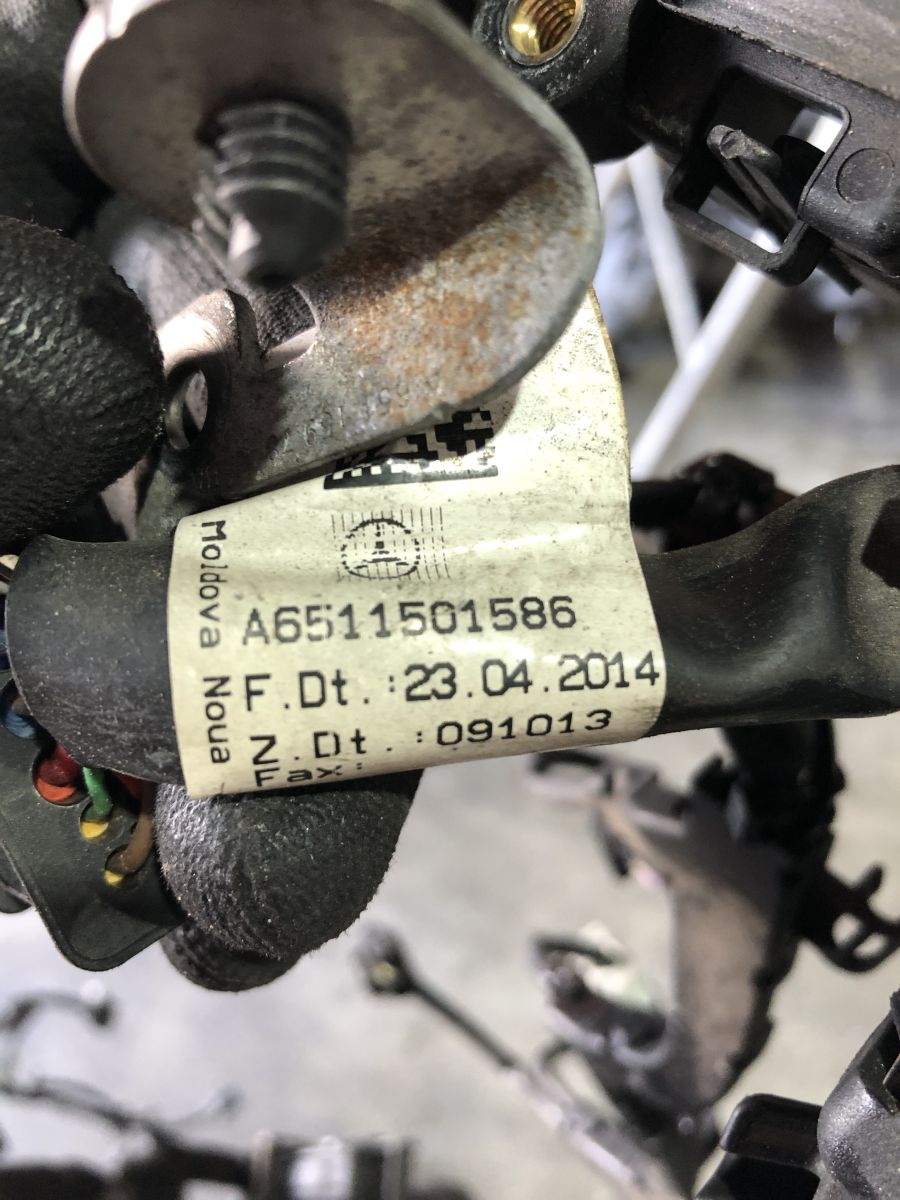 A6511501586
F.Dt.:23.04.2014
Z.Dt.:091013
Fax:
Moldova Noua